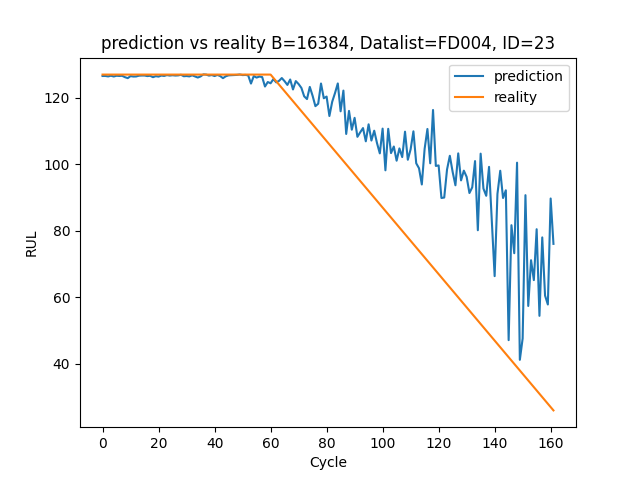 prediction vs reality B=16384, Datalist=FD004, ID=23
prediction
reality
RUL
120
100
80
60
40
0 20 40 60 80 100 120 140 160
Cycle